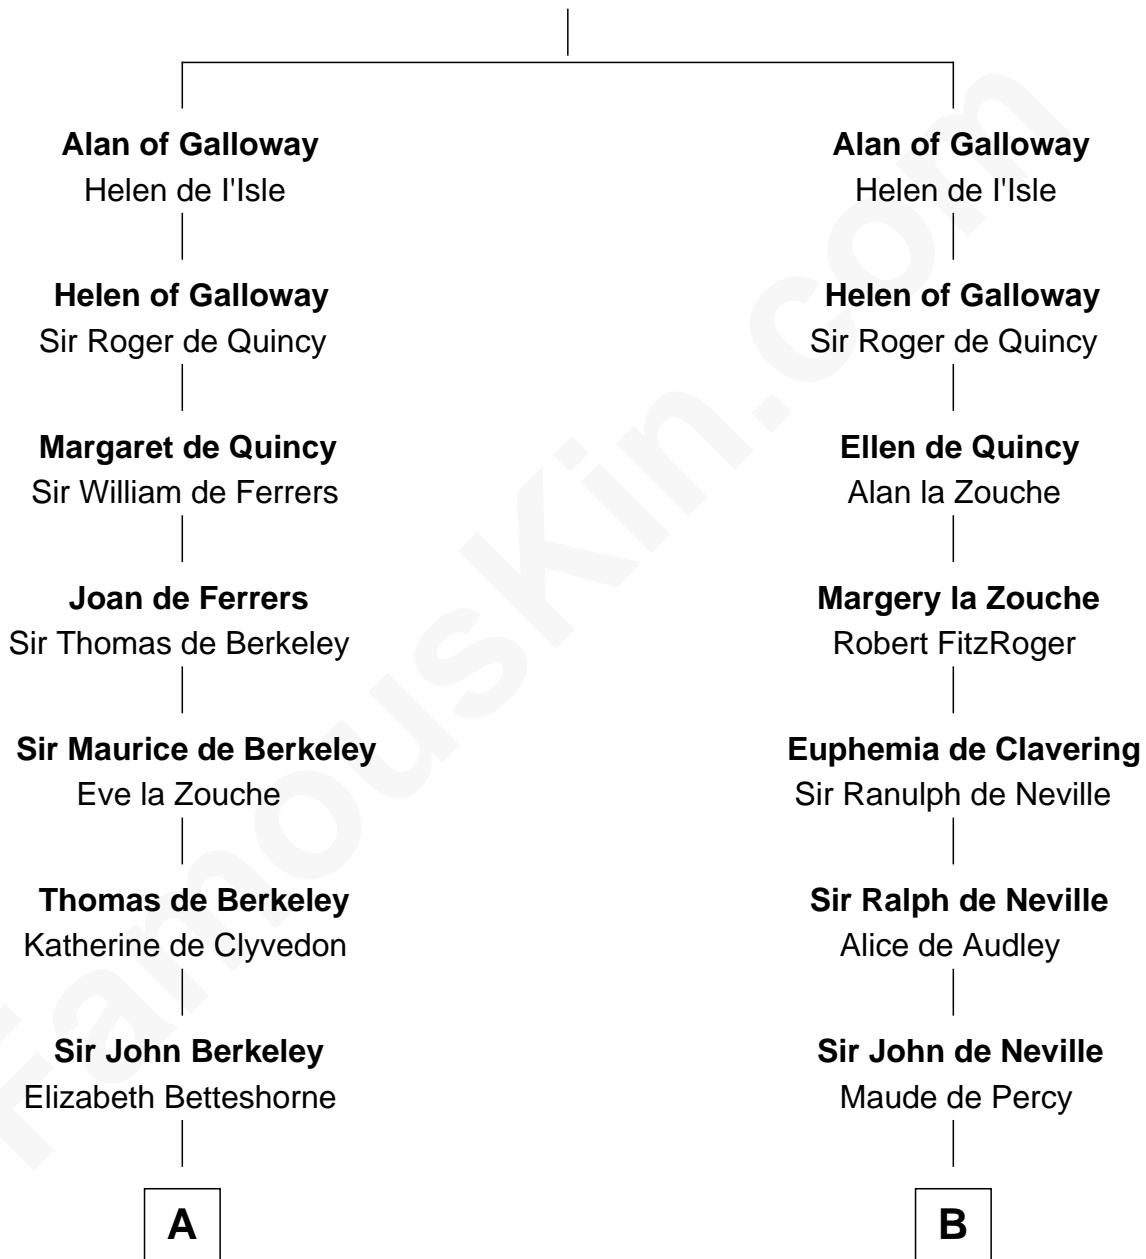 Alan of Galloway
Helen de I'Isle
Helen of Galloway
Sir Roger de Quincy
Margaret de Quincy
Sir William de Ferrers
Joan de Ferrers
Sir Thomas de Berkeley
Sir Maurice de Berkeley
Eve la Zouche
Thomas de Berkeley
Katherine de Clyvedon
Sir John Berkeley
Elizabeth Betteshorne
A
Alan of Galloway
Helen de I'Isle
Helen of Galloway
Sir Roger de Quincy
Ellen de Quincy
Alan la Zouche
Margery la Zouche
Robert FitzRoger
Euphemia de Clavering
Sir Ranulph de Neville
Sir Ralph de Neville
Alice de Audley
Sir John de Neville
Maude de Percy
B
FamousKin.com